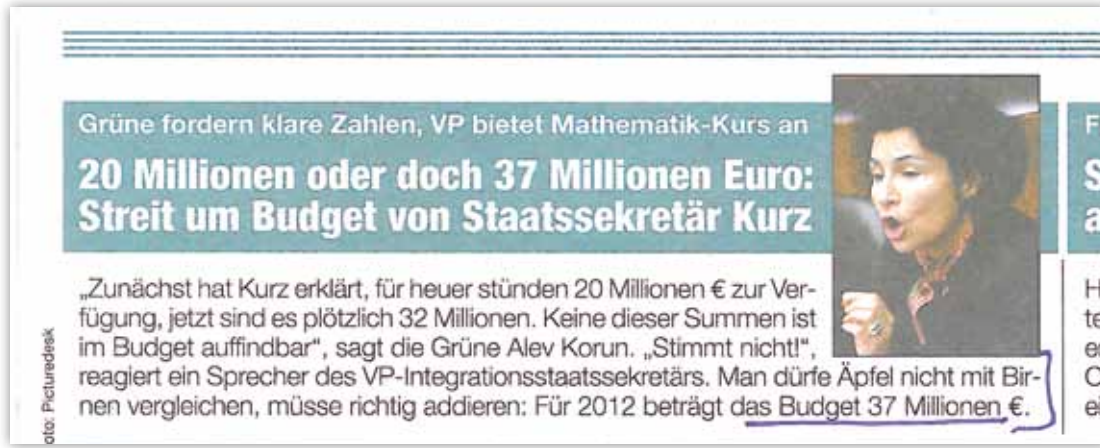 Grüne fordern klare Zahlen, VP bietet Mathematik-Kurs an
20 Millionen oder doch 37 Millionen Euro:
Streit um Budget von Staatssekretär Kurz
„Zunächst hat Kurz erklärt, für heuer stünden 20 Millionen € zur Ver-
fügung, jetzt sind es plötzlich 32 Millionen. Keine dieser Summen ist
im Budget auffindbar“, sagt die Grüne Alev Korun. „Stimmt nicht!“,
reagiert ein Sprecher des VP-Integrationsstaatssekretärs. Man dürfe Äpfel nicht mit Bir-
nen vergleichen, müsse richtig addieren: Für 2012 beträgt das Budget 37 Millionen €.
oto: Picturedesk